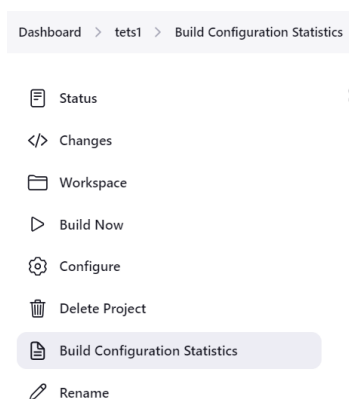 Dashboard > tets1 > Build Configuration Statistics
Status
Changes
Workspace
Build Now
Configure
Delete Project
Build Configuration Statistics
Rename